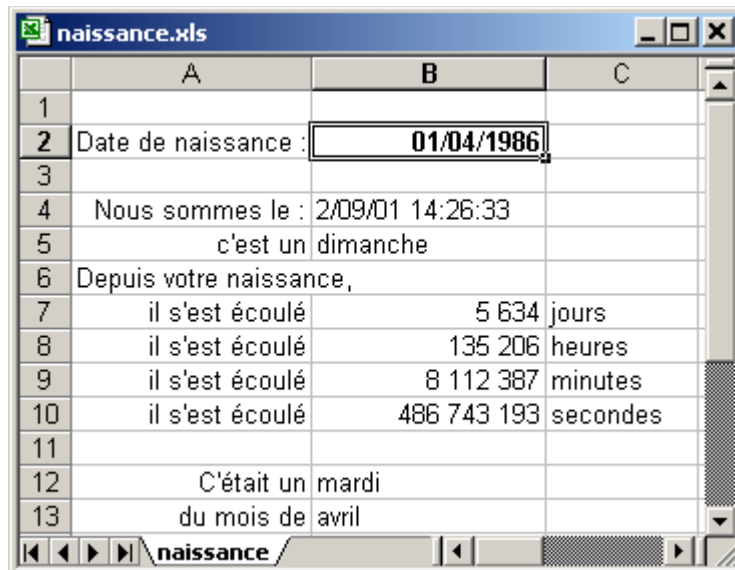 naissance.xls
A B C
1
2 Date de naissance : 01/04/1986
3
4 Nous sommes le : 2/09/01 14:26:33
5 c'est un dimanche
6 Depuis votre naissance,
7 il s'est écoulé 5 634 jours
8 il s'est écoulé 135 206 heures
9 il s'est écoulé 8 112 387 minutes
10 il s'est écoulé 486 743 193 secondes
11
12 C'était un mardi
13 du mois de avril
naissance